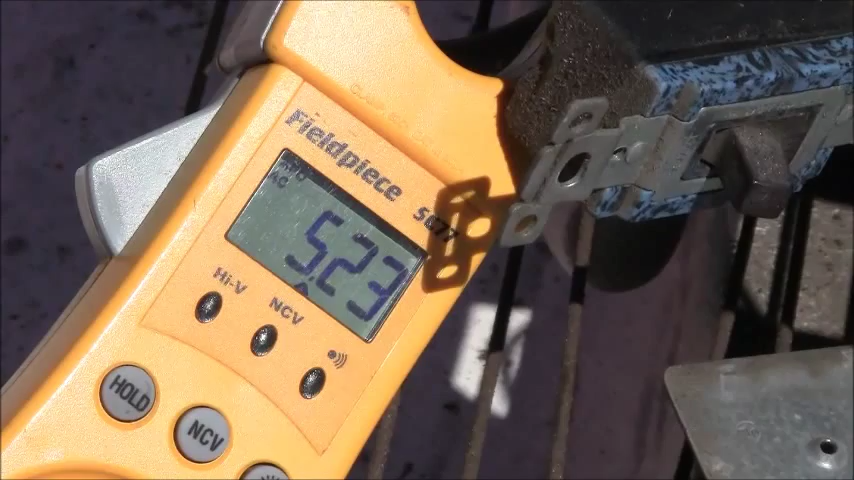 Fieldpiece
SC77
AC
5.23
Hi-V
NCV
HOLD
NCV